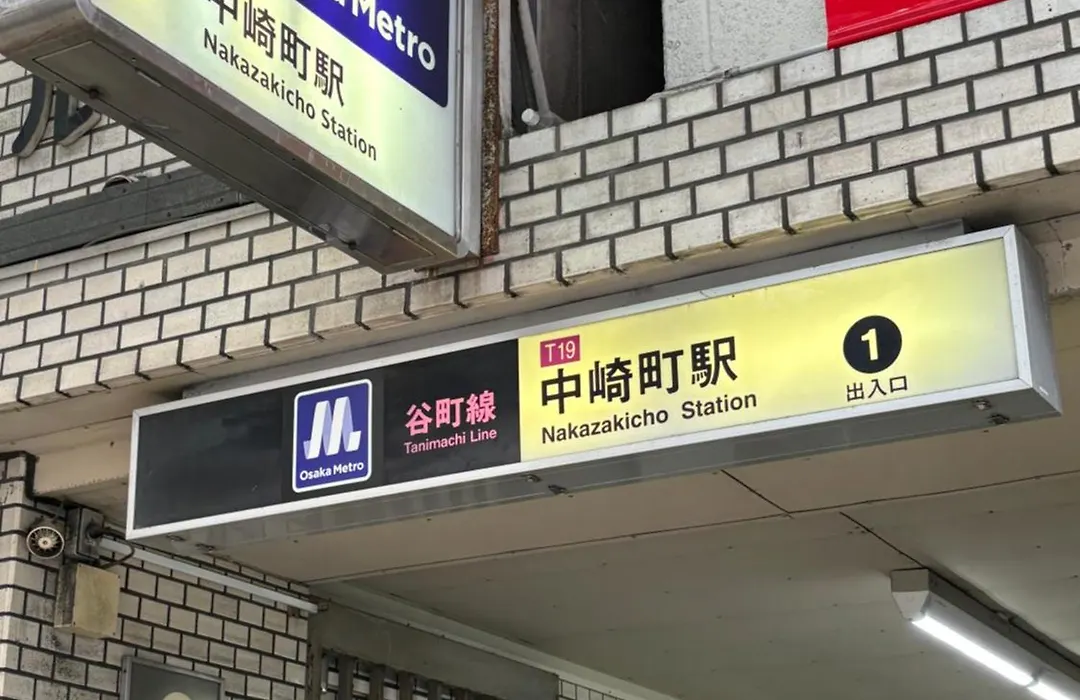 Metro
中崎町駅
Nakazakicho Station
Osaka Metro
谷町線
Tanimachi Line
T19
中崎町駅
Nakazakicho Station
1
出入口